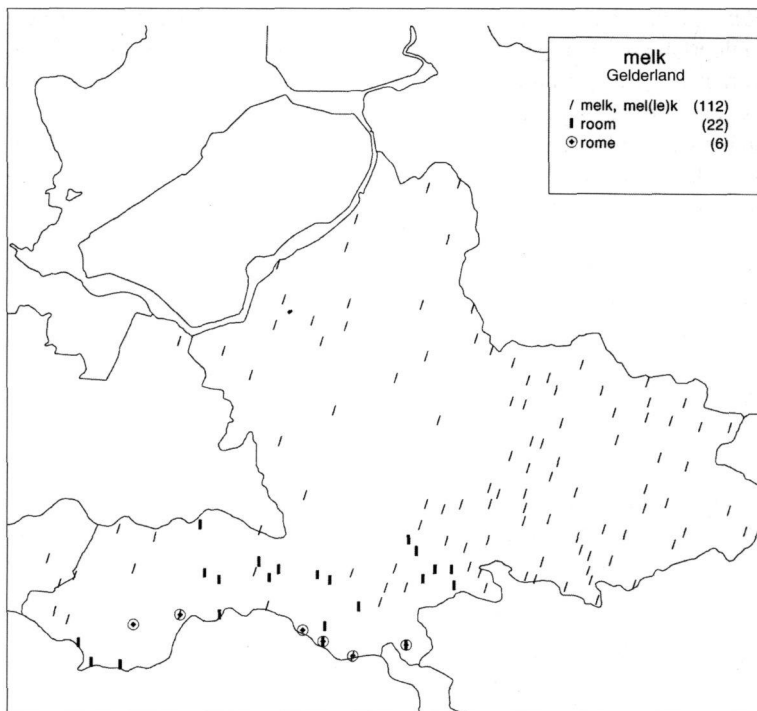 melk
Gelderland
/ melk, mel(le)k (112)
room (22)
rome (6)